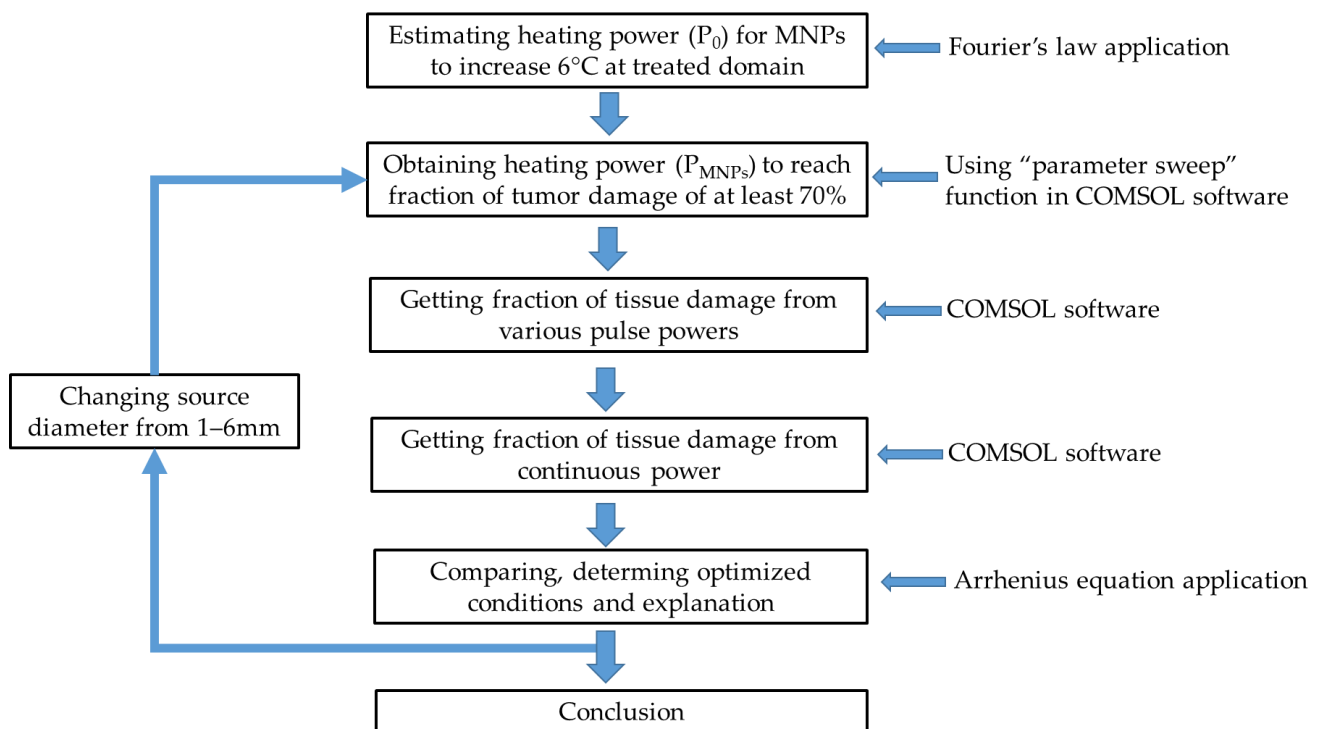 Estimating heating power (P₀) for MNPs
to increase 6°C at treated domain
Fourier’s law application
Obtaining heating power (P_MNPs) to reach
fraction of tumor damage of at least 70%
Using “parameter sweep”
function in COMSOL software
Getting fraction of tissue damage from
various pulse powers
COMSOL software
Changing source
diameter from 1–6mm
Getting fraction of tissue damage from
continuous power
COMSOL software
Comparing, determing optimized
conditions and explanation
Arrhenius equation application
Conclusion